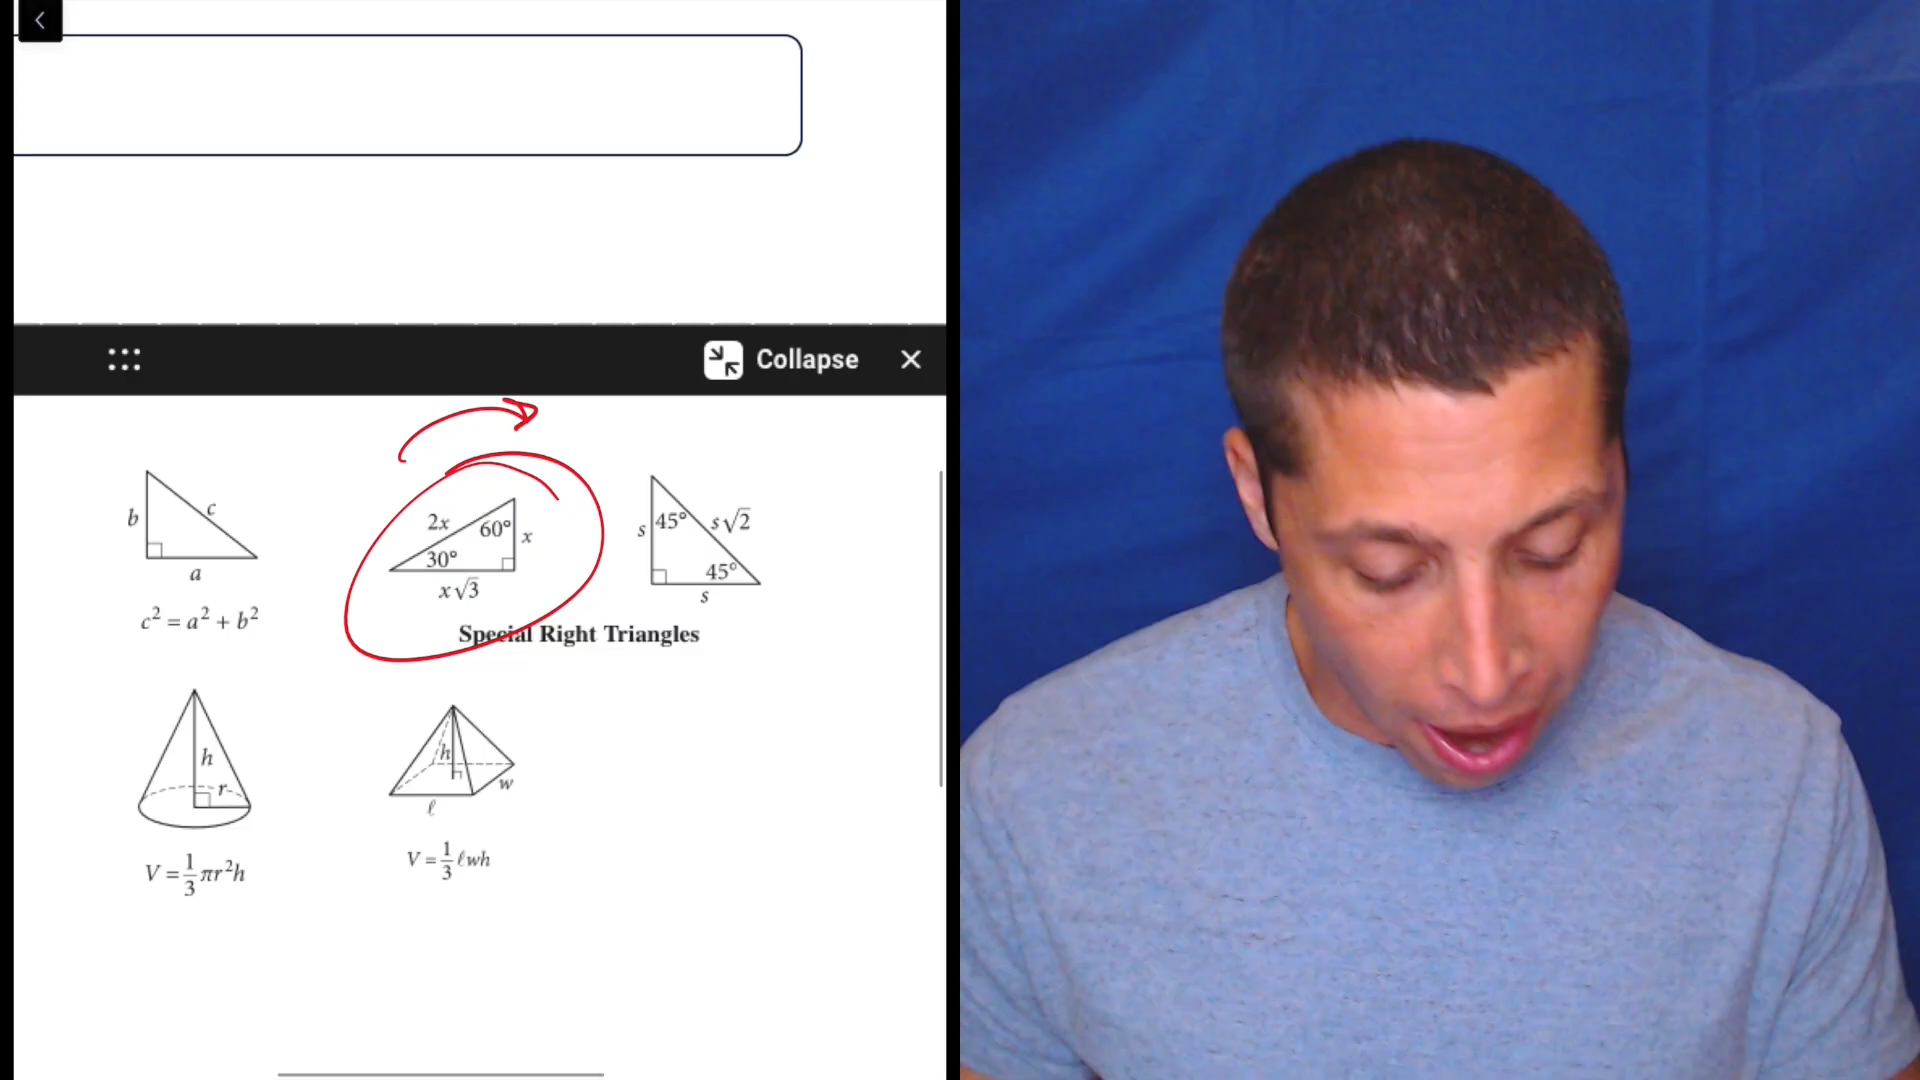 Collapse
b
c
a
c² = a² + b²
2x
60°
x
30°
x√3
s
45°
s√2
45°
s
Special Right Triangles
h
r
V = 1/3 πr²h
h
w
ℓ
V = 1/3 ℓwh